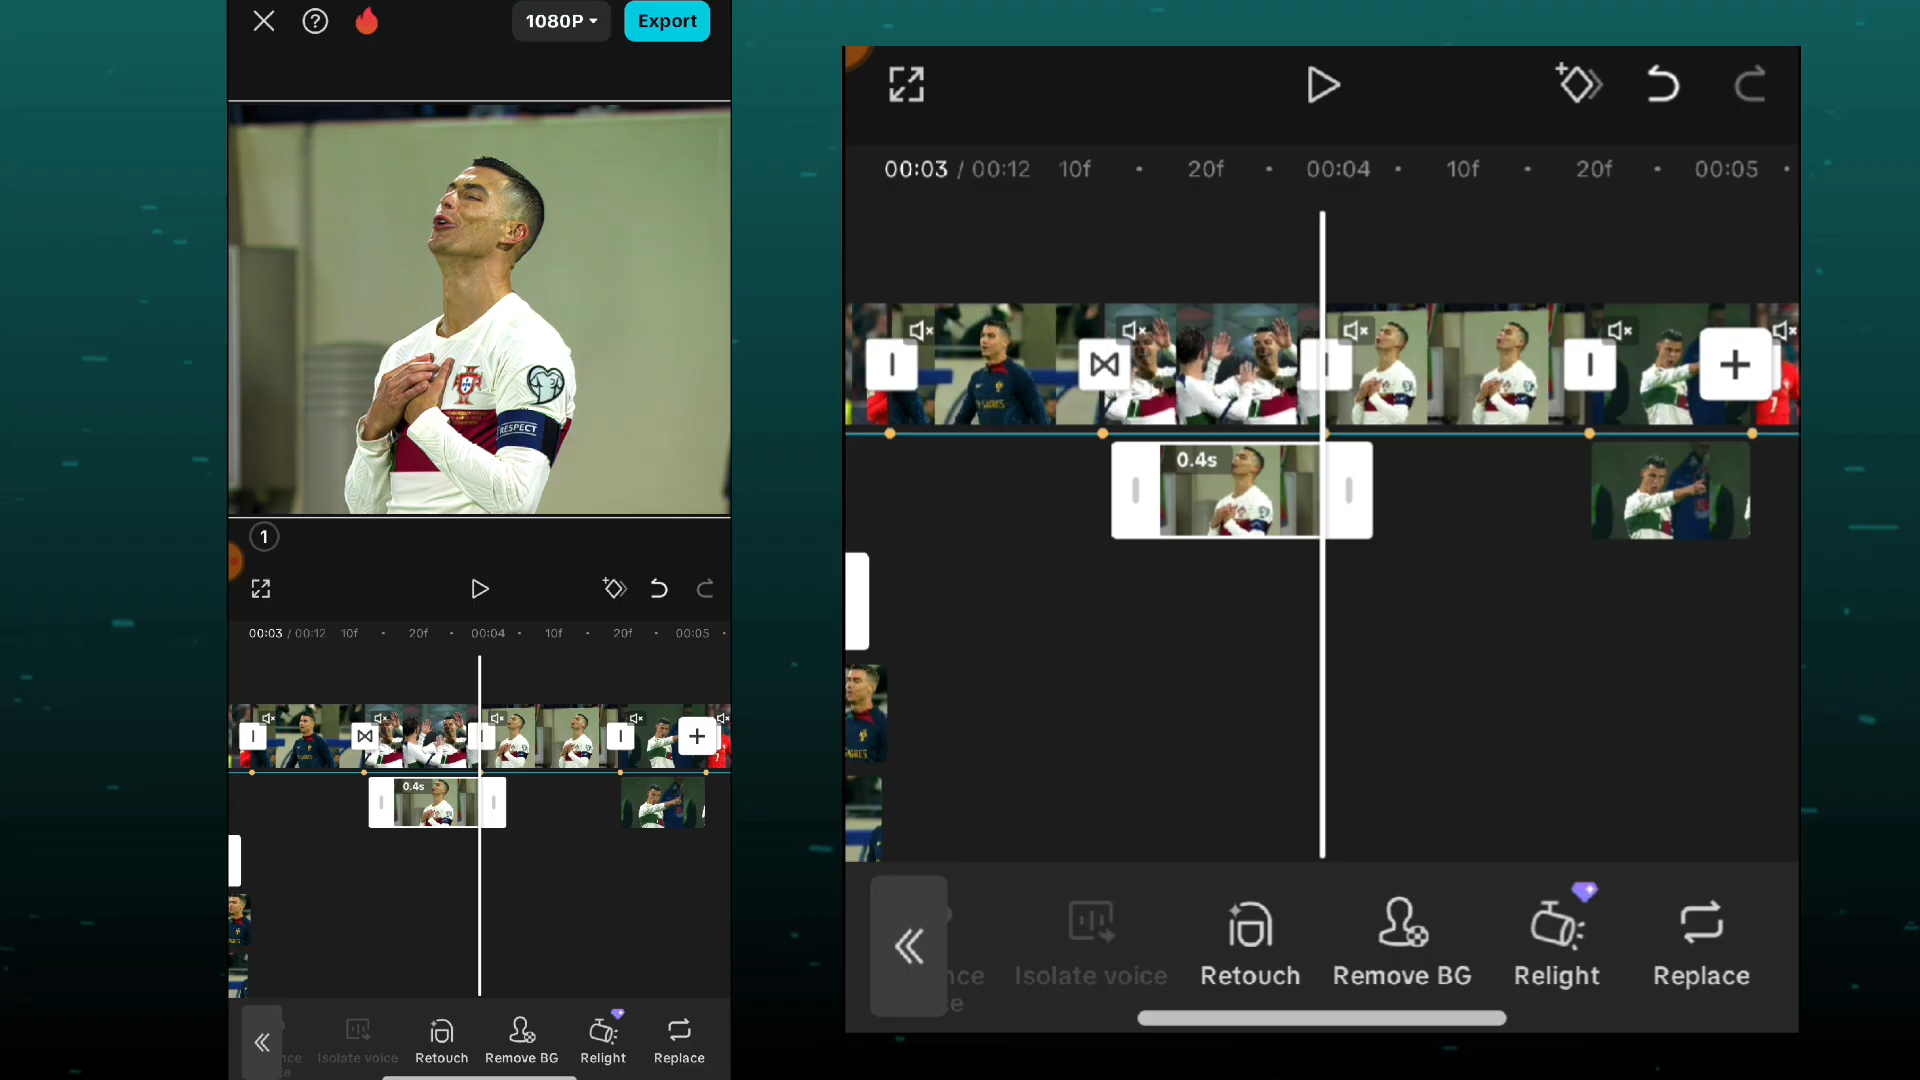 1080P
Export
RESPECT
1
00:03 / 00:12 10f 20f 00:04 10f 20f 00:05
0.4s
Isolate voice
Retouch
Remove BG
Relight
Replace
00:03 / 00:12 10f 20f 00:04 10f 20f 00:05
7
0.4s
Isolate voice
Retouch
Remove BG
Relight
Replace